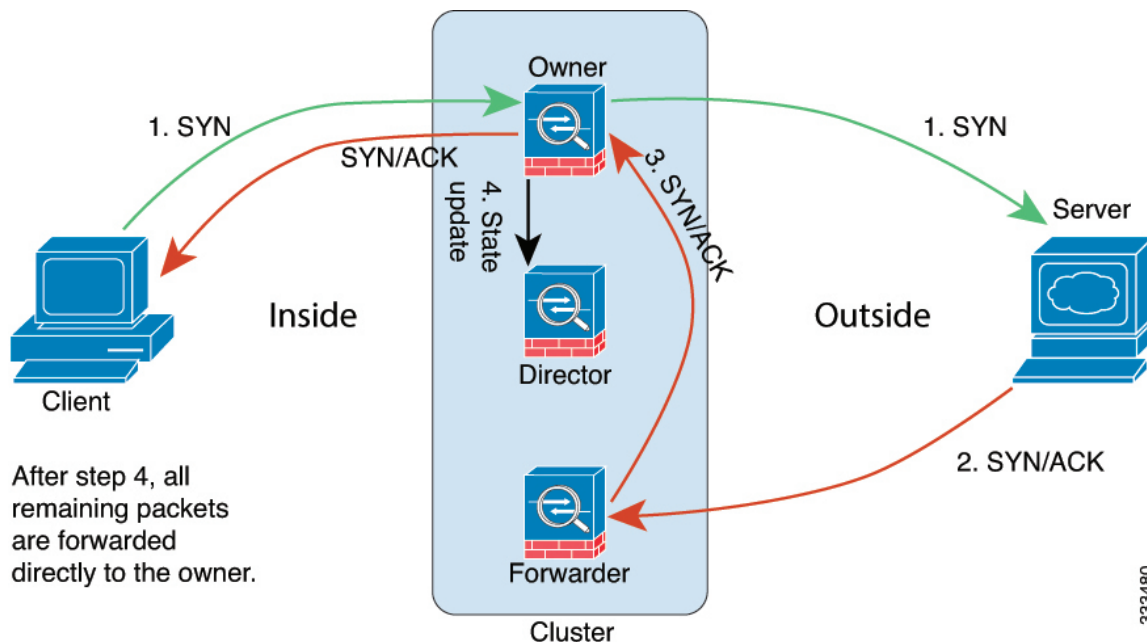 Owner
1. SYN
1. SYN
SYN/ACK
3. SYN/ACK
4. State
update
Server
Inside
Outside
Director
Client
2. SYN/ACK
After step 4, all
remaining packets
are forwarded
directly to the owner.
Forwarder
Cluster
333480